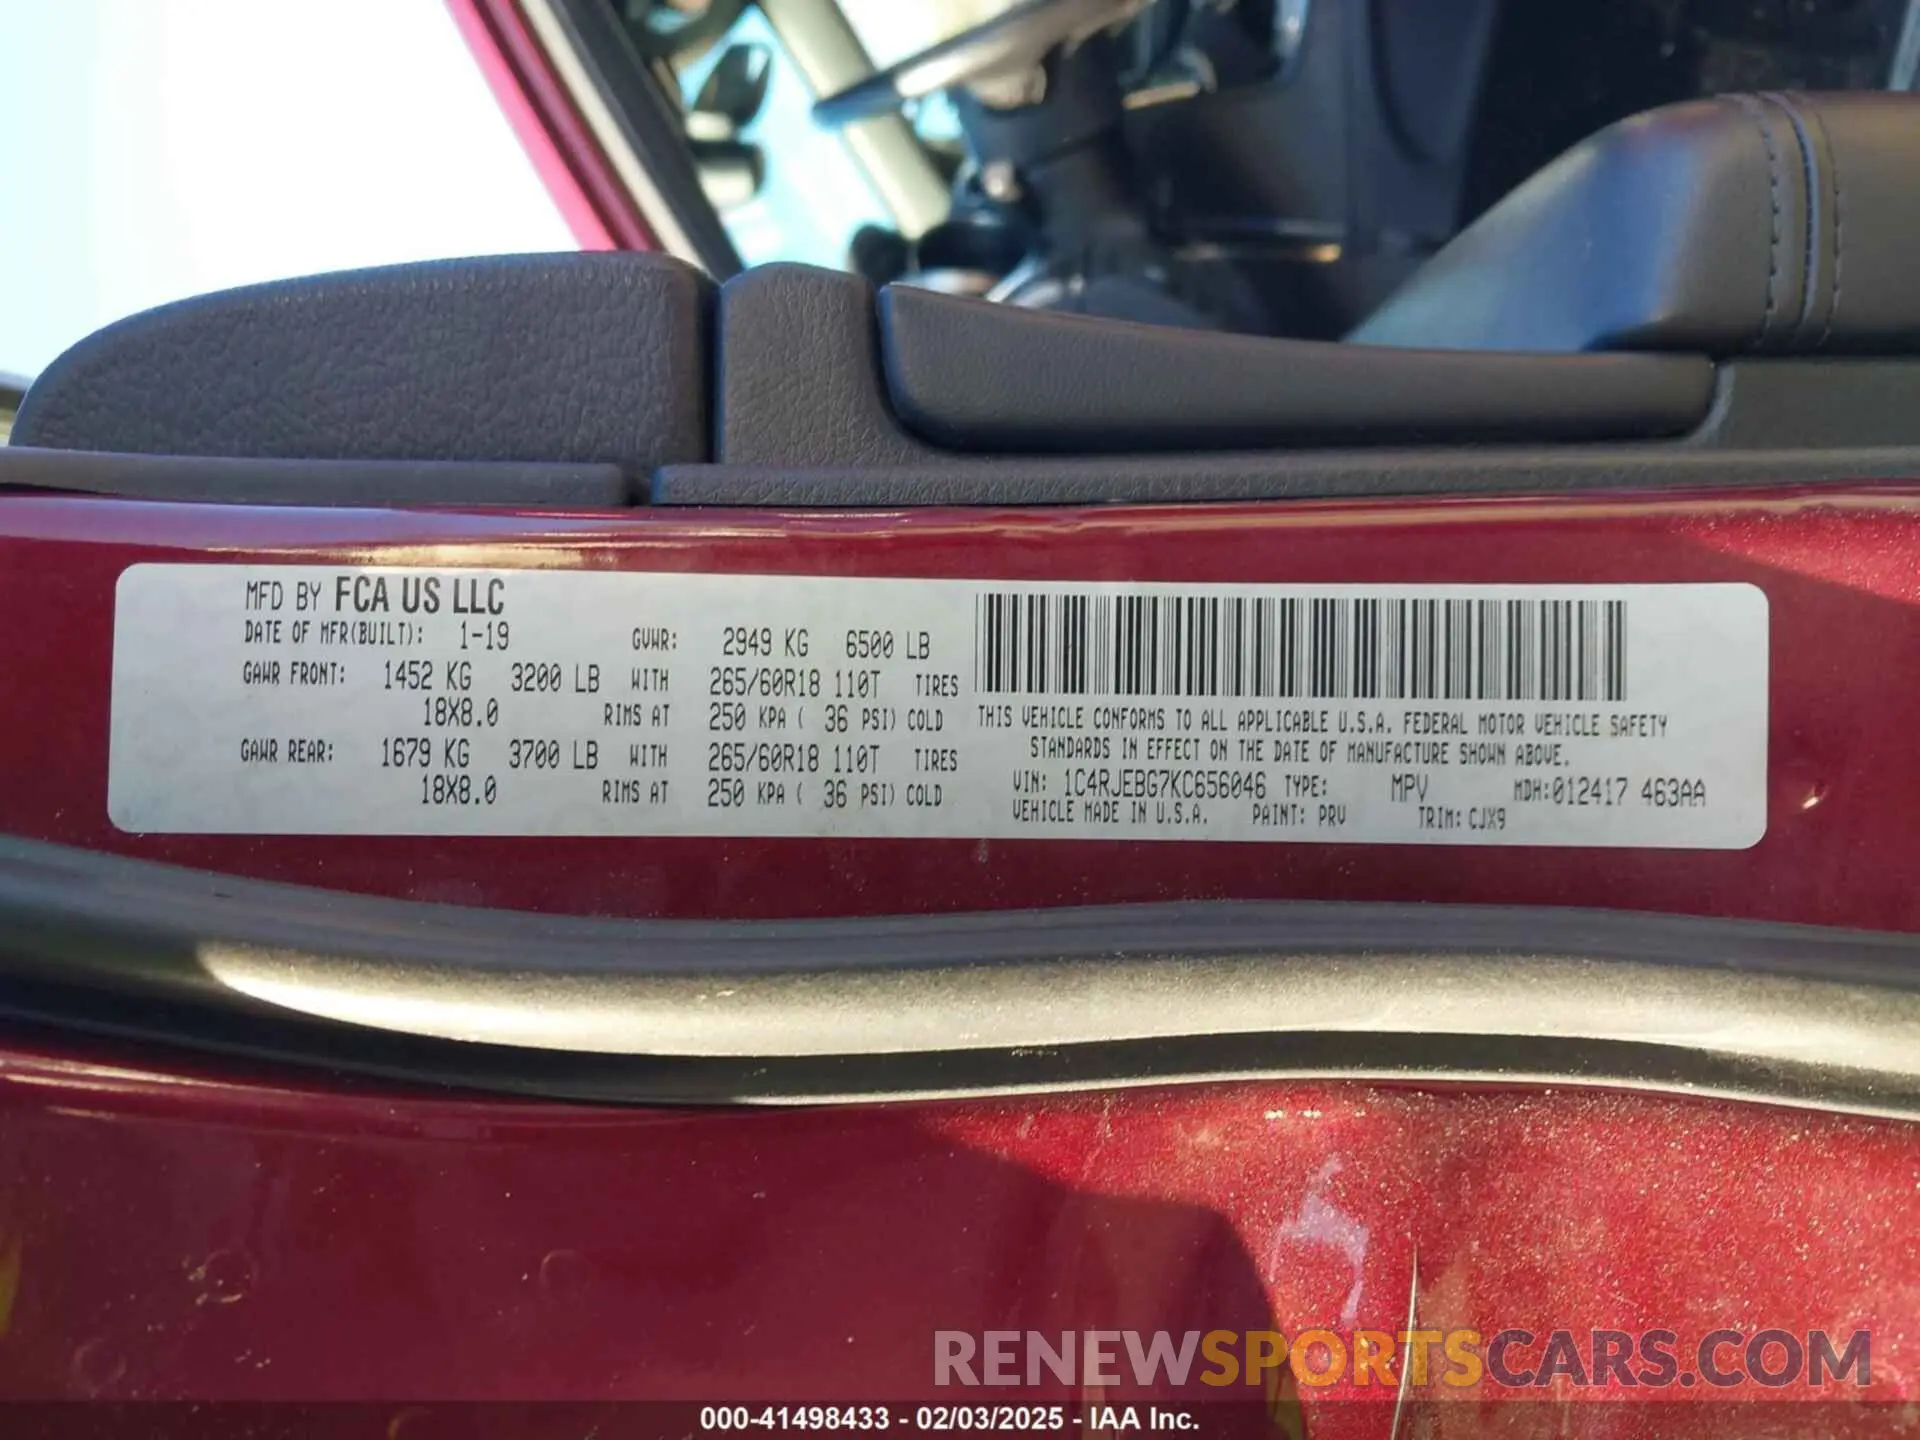 MFD BY FCA US LLC
DATE OF MFR(BUILT): 1-19 GVWR: 2949 KG 6500 LB
GAWR FRONT: 1452 KG 3200 LB WITH 265/60R18 110T TIRES
18X8.0 RIMS AT 250 KPA ( 36 PSI) COLD
GAWR REAR: 1679 KG 3700 LB WITH 265/60R18 110T TIRES
18X8.0 RIMS AT 250 KPA ( 36 PSI) COLD
THIS VEHICLE CONFORMS TO ALL APPLICABLE U.S.A. FEDERAL MOTOR VEHICLE SAFETY
STANDARDS IN EFFECT ON THE DATE OF MANUFACTURE SHOWN ABOVE.
VIN: 1C4RJEBG7KC656046 TYPE: MPV MDH:012417 463AA
VEHICLE MADE IN U.S.A. PAINT: PRV TRIM: CJX9
RENEWSPORTSCARS.COM
000-41498433 - 02/03/2025 - IAA Inc.